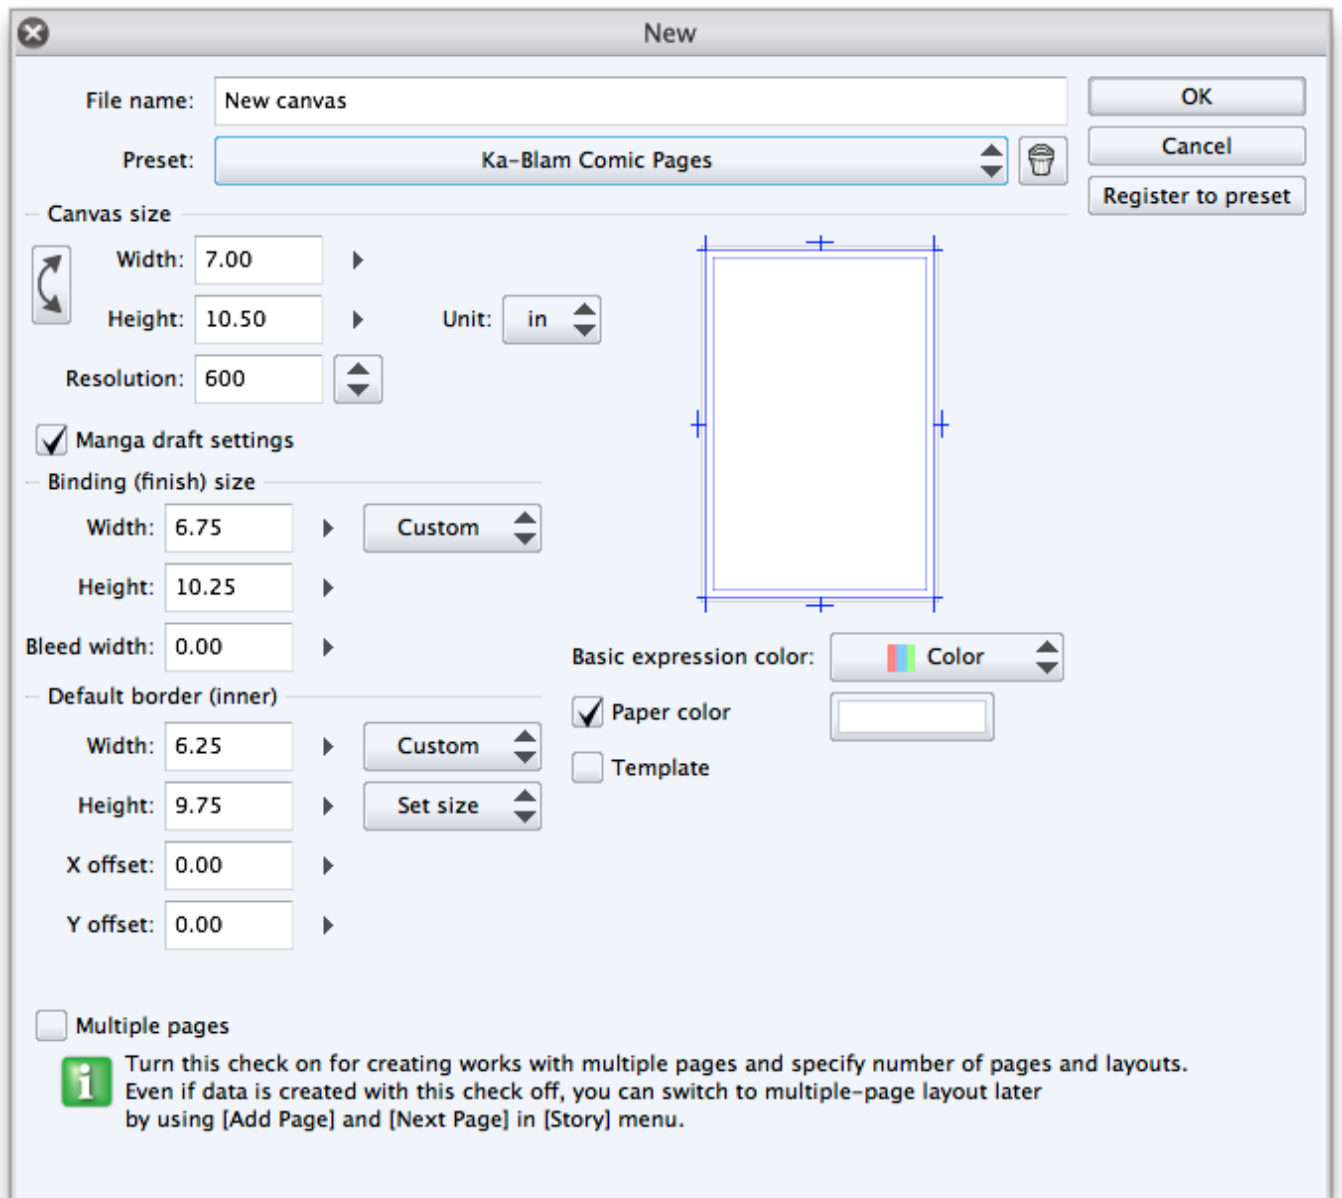 New
File name: New canvas
OK
Preset: Ka-Blam Comic Pages
Cancel
Register to preset
Canvas size
Width: 7.00
Height: 10.50
Unit: in
Resolution: 600
Manga draft settings
Binding (finish) size
Width: 6.75
Custom
Height: 10.25
Bleed width: 0.00
Basic expression color: Color
Default border (inner)
Paper color
Width: 6.25
Custom
Template
Height: 9.75
Set size
X offset: 0.00
Y offset: 0.00
Multiple pages
Turn this check on for creating works with multiple pages and specify number of pages and layouts.
Even if data is created with this check off, you can switch to multiple-page layout later
by using [Add Page] and [Next Page] in [Story] menu.